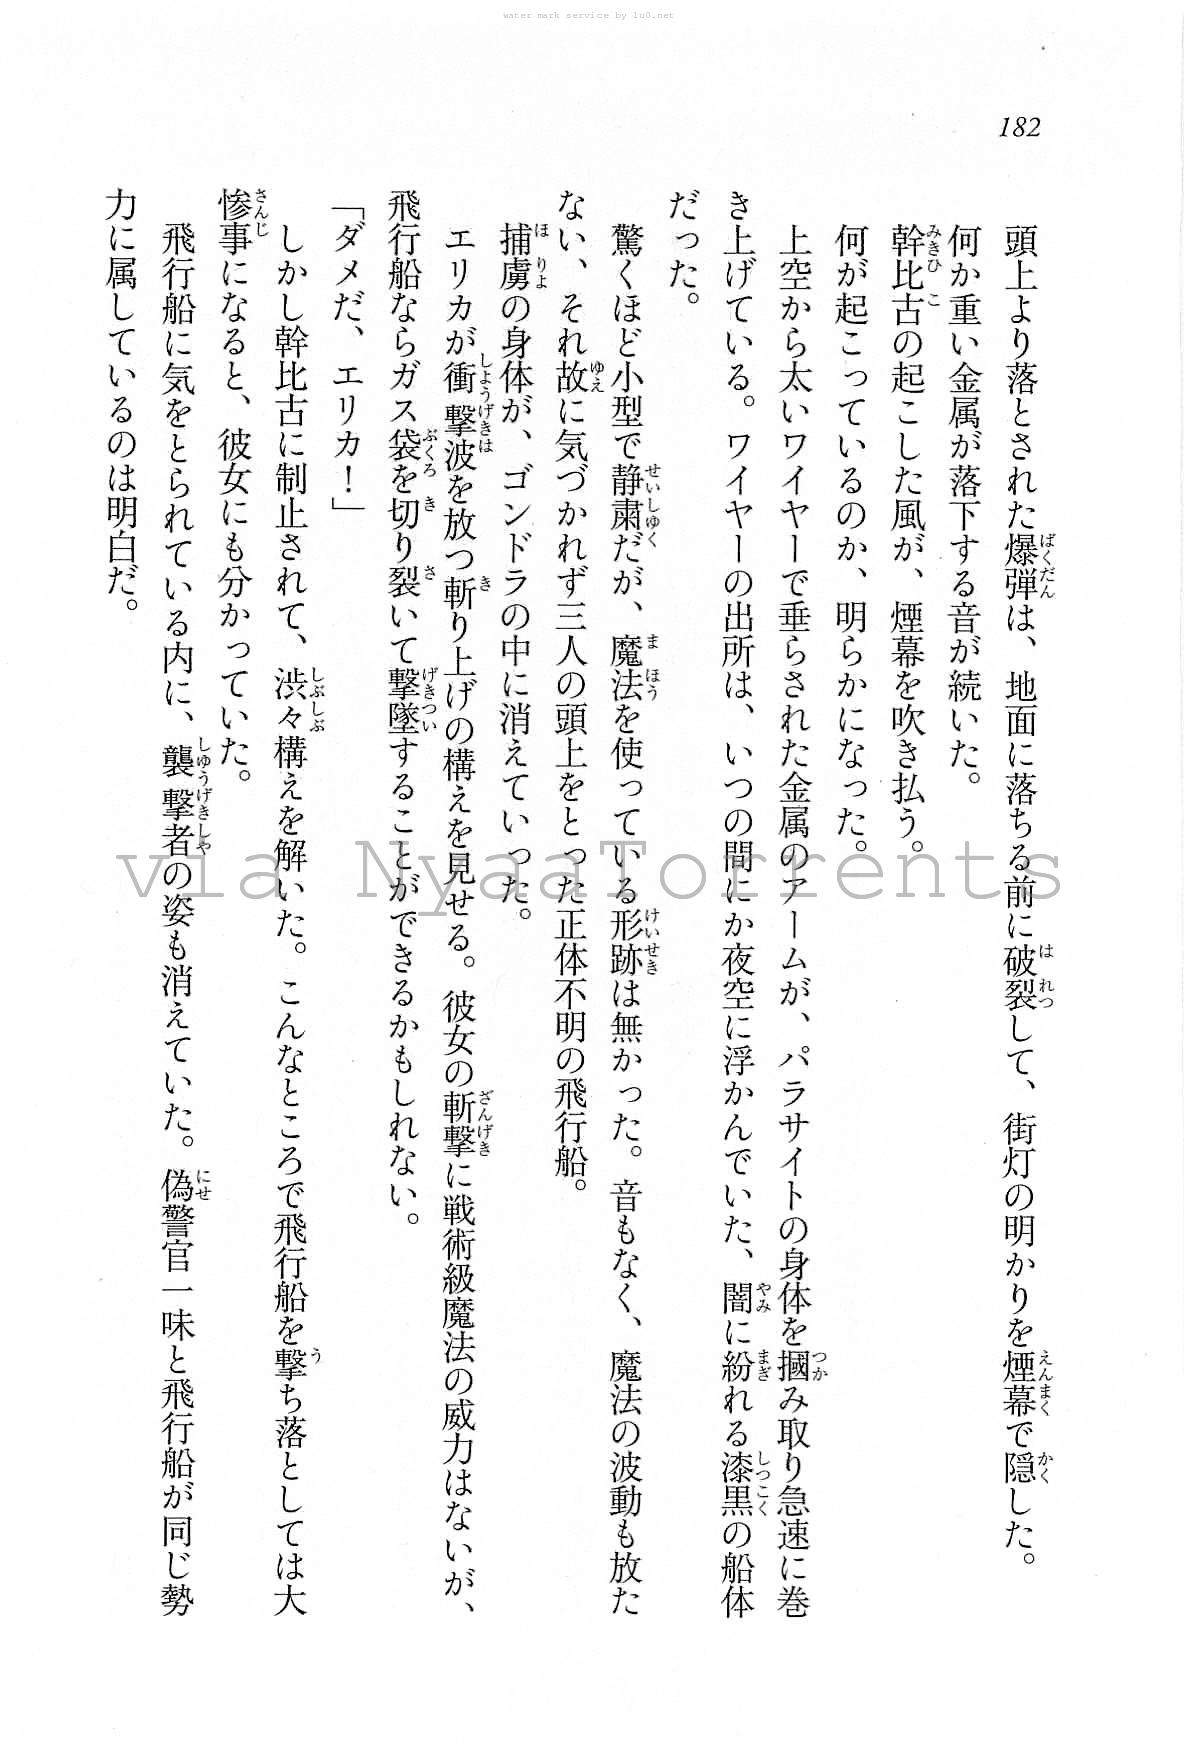 water mark service by lu0.net
182
頭上より落とされた爆弾は、地面に落ちる前に破裂して、街灯の明かりを煙幕で隠した。
何か重い金属が落下する音が続いた。
幹比古の起こした風が、煙幕を吹き払う。
何が起こっているのか、明らかになった。
上空から太いワイヤーで垂らされた金属のアームが、パラサイトの身体を摑み取り急速に巻
き上げている。ワイヤーの出所は、いつの間にか夜空に浮かんでいた、闇に紛れる漆黒の船体
だった。
驚くほど小型で静粛だが、魔法を使っている形跡は無かった。音もなく、魔法の波動も放た
ない、それ故に気づかれず三人の頭上をとった正体不明の飛行船。
捕虜の身体が、ゴンドラの中に消えていった。
エリカが衝撃波を放つ斬り上げの構えを見せる。彼女の斬撃に戦術級魔法の威力はないが、
飛行船ならガス袋を切り裂いて撃墜することができるかもしれない。
「ダメだ、エリカ！」
しかし幹比古に制止されて、渋々構えを解いた。こんなところで飛行船を撃ち落としては大
惨事になると、彼女にも分かっていた。
飛行船に気をとられている内に、襲撃者の姿も消えていた。偽警官一味と飛行船が同じ勢
力に属しているのは明白だ。
via NyaaTorrents